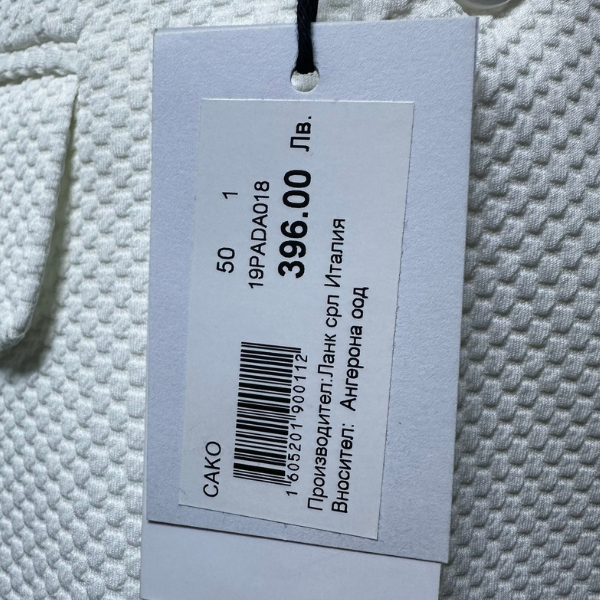 САКО 50 1
19PADA018
396.00 Лв.
1 605201 900112
Производител:Ланк срл Италия
Вносител: Ангерона оод